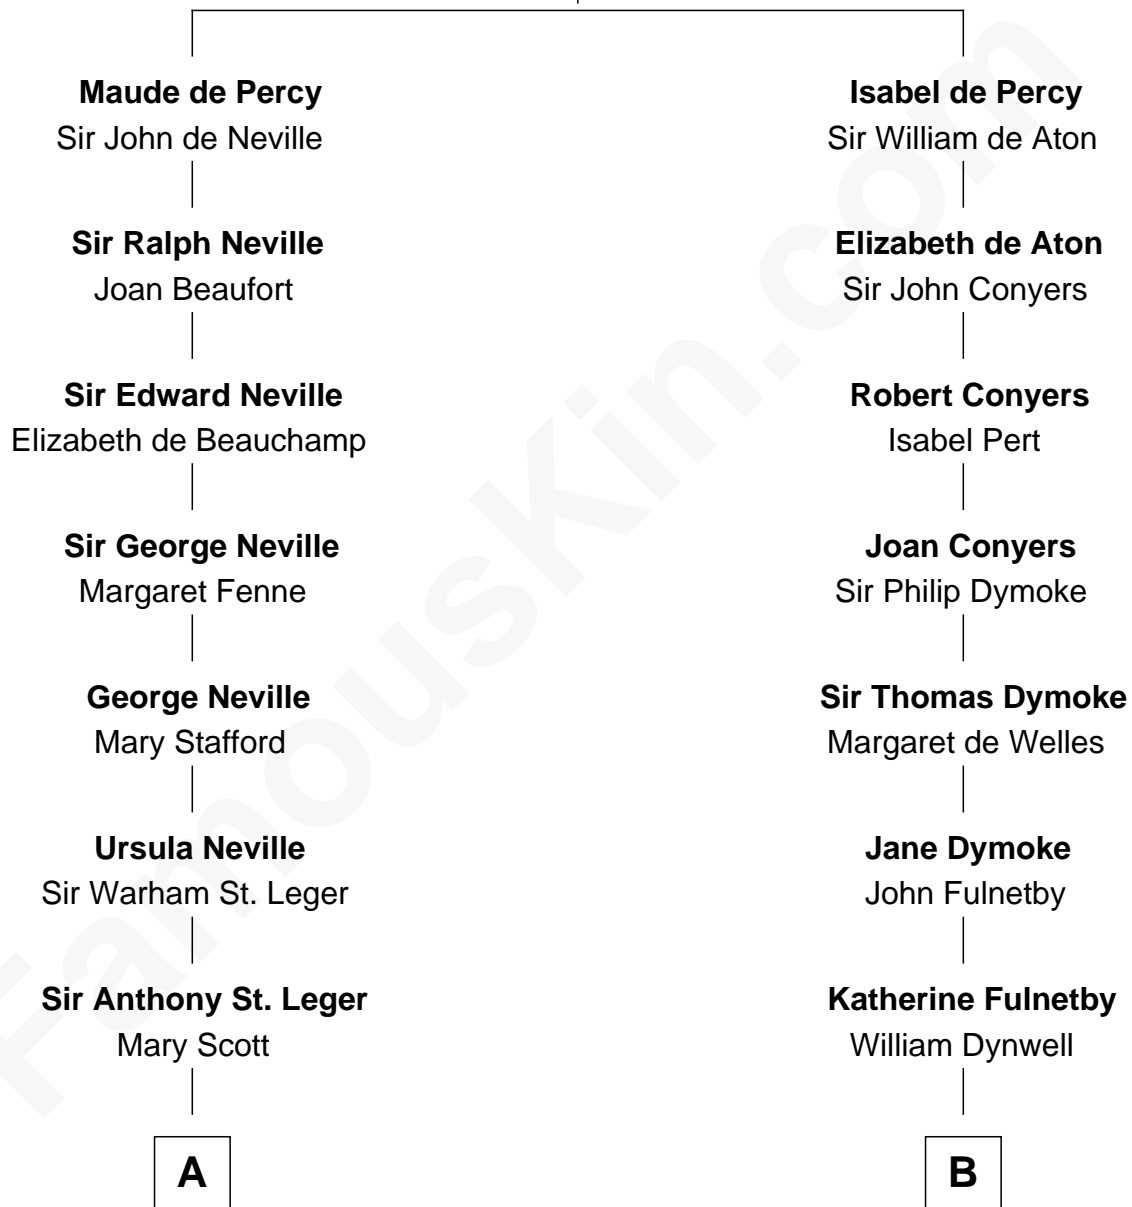 Maude de Percy
Sir John de Neville
Isabel de Percy
Sir William de Aton
Sir Ralph Neville
Joan Beaufort
Elizabeth de Aton
Sir John Conyers
Sir Edward Neville
Elizabeth de Beauchamp
Robert Conyers
Isabel Pert
Sir George Neville
Margaret Fenne
Joan Conyers
Sir Philip Dymoke
George Neville
Mary Stafford
Sir Thomas Dymoke
Margaret de Welles
Ursula Neville
Sir Warham St. Leger
Jane Dymoke
John Fulnetby
Sir Anthony St. Leger
Mary Scott
Katherine Fulnetby
William Dynwell
A
B
FamousKin.com